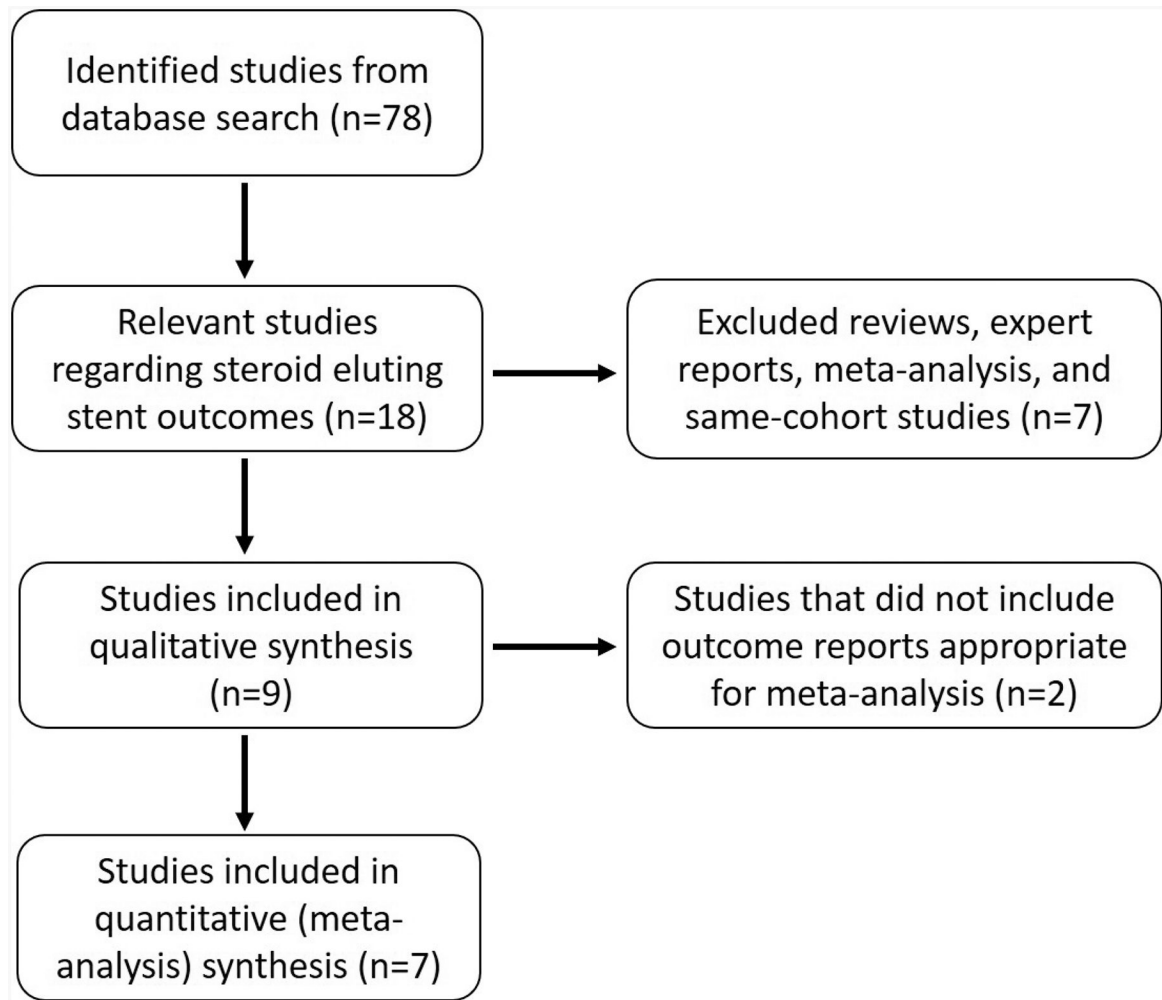 Identified studies from
database search (n=78)
Relevant studies
regarding steroid eluting
stent outcomes (n=18)
Excluded reviews, expert
reports, meta-analysis, and
same-cohort studies (n=7)
Studies included in
qualitative synthesis
(n=9)
Studies that did not include
outcome reports appropriate
for meta-analysis (n=2)
Studies included in
quantitative (meta-
analysis) synthesis (n=7)